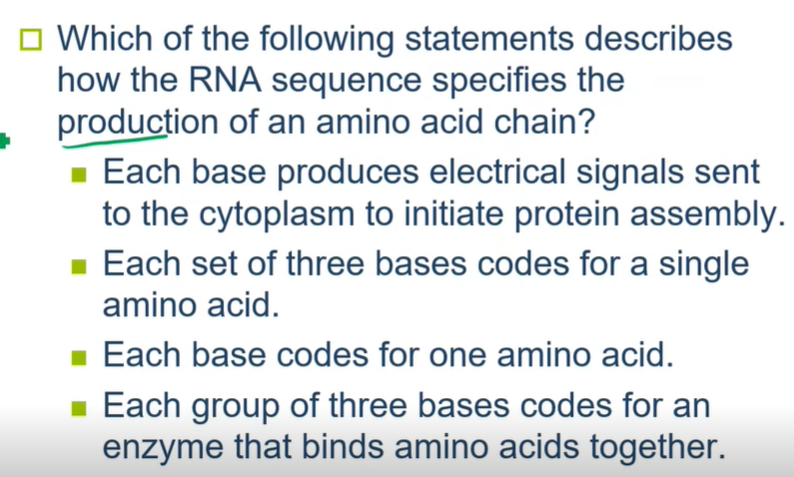 Which of the following statements describes
how the RNA sequence specifies the
production of an amino acid chain?
Each base produces electrical signals sent
to the cytoplasm to initiate protein assembly.
Each set of three bases codes for a single
amino acid.
Each base codes for one amino acid.
Each group of three bases codes for an
enzyme that binds amino acids together.